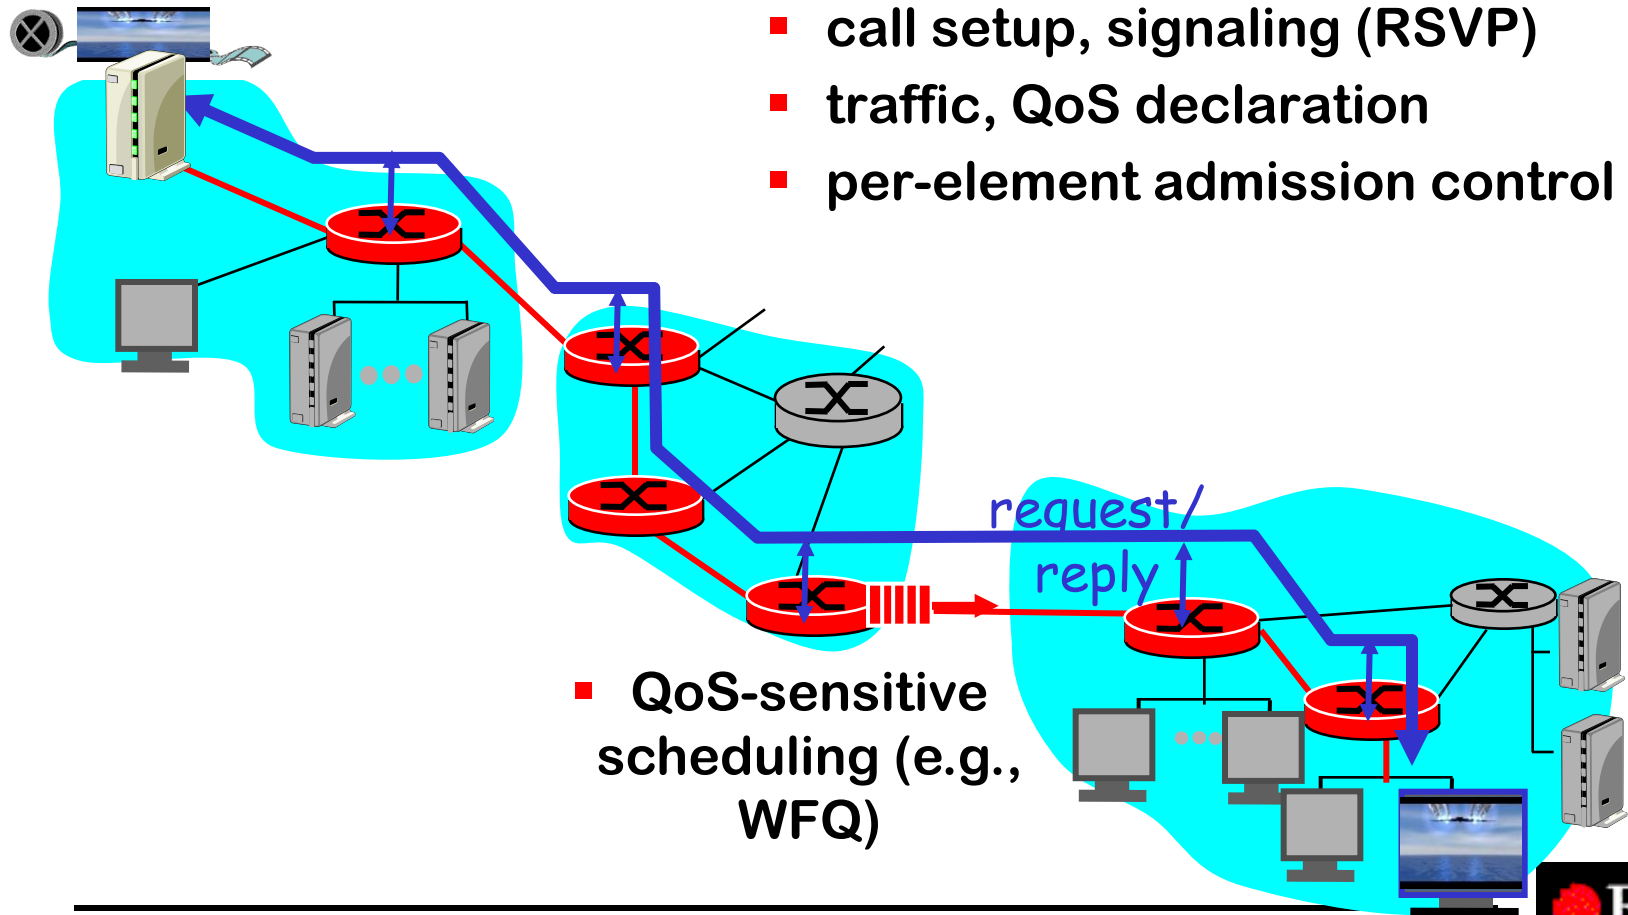 call setup, signaling (RSVP)
traffic, QoS declaration
per-element admission control
request/
reply
QoS-sensitive
scheduling (e.g.,
WFQ)